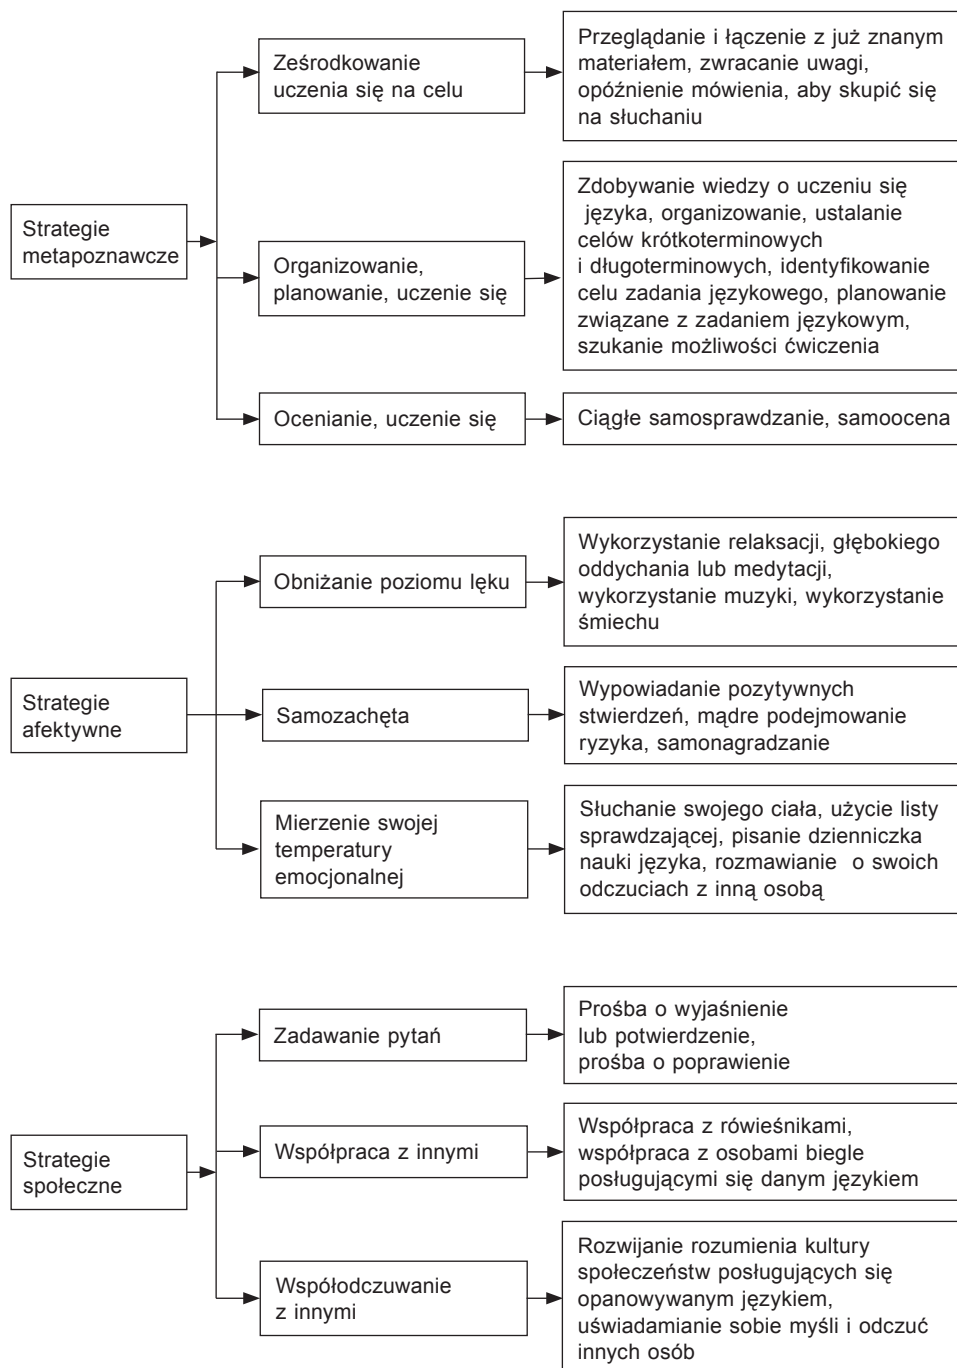 Strategie
metapoznawcze
Ześrodkowanie
uczenia się na celu
Przeglądanie i łączenie z już znanym
materiałem, zwracanie uwagi,
opóźnienie mówienia, aby skupić się
na słuchaniu
Organizowanie,
planowanie, uczenie się
Zdobywanie wiedzy o uczeniu się
języka, organizowanie, ustalanie
celów krótkoterminowych
i długoterminowych, identyfikowanie
celu zadania językowego, planowanie
związane z zadaniem językowym,
szukanie możliwości ćwiczenia
Ocenianie, uczenie się
Ciągłe samosprawdzanie, samoocena
Strategie
afektywne
Obniżanie poziomu lęku
Wykorzystanie relaksacji, głębokiego
oddychania lub medytacji,
wykorzystanie muzyki, wykorzystanie
śmiechu
Samozachęta
Wypowiadanie pozytywnych
stwierdzeń, mądre podejmowanie
ryzyka, samonagradzanie
Mierzenie swojej
temperatury
emocjonalnej
Słuchanie swojego ciała, użycie listy
sprawdzającej, pisanie dzienniczka
nauki języka, rozmawianie o swoich
odczuciach z inną osobą
Strategie
społeczne
Zadawanie pytań
Prośba o wyjaśnienie
lub potwierdzenie,
prośba o poprawienie
Współpraca z innymi
Współpraca z rówieśnikami,
współpraca z osobami biegle
posługującymi się danym językiem
Współodczuwanie
z innymi
Rozwijanie rozumienia kultury
społeczeństw posługujących się
opanowywanym językiem,
uświadamianie sobie myśli i odczuć
innych osób